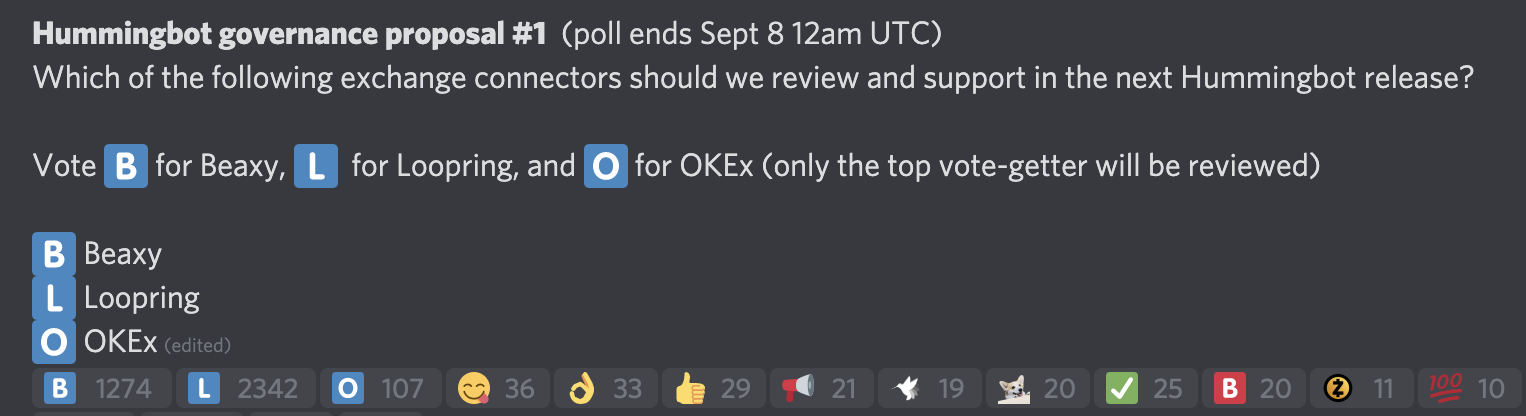 Hummingbot governance proposal #1 (poll ends Sept 8 12am UTC)
Which of the following exchange connectors should we review and support in the next Hummingbot release?
Vote B for Beaxy, L for Loopring, and O for OKEx (only the top vote-getter will be reviewed)
B Beaxy
L Loopring
O OKEx (edited)
B 1274 L 2342 O 107 36 33 29 21 19 20 25 B 20 11 100 10